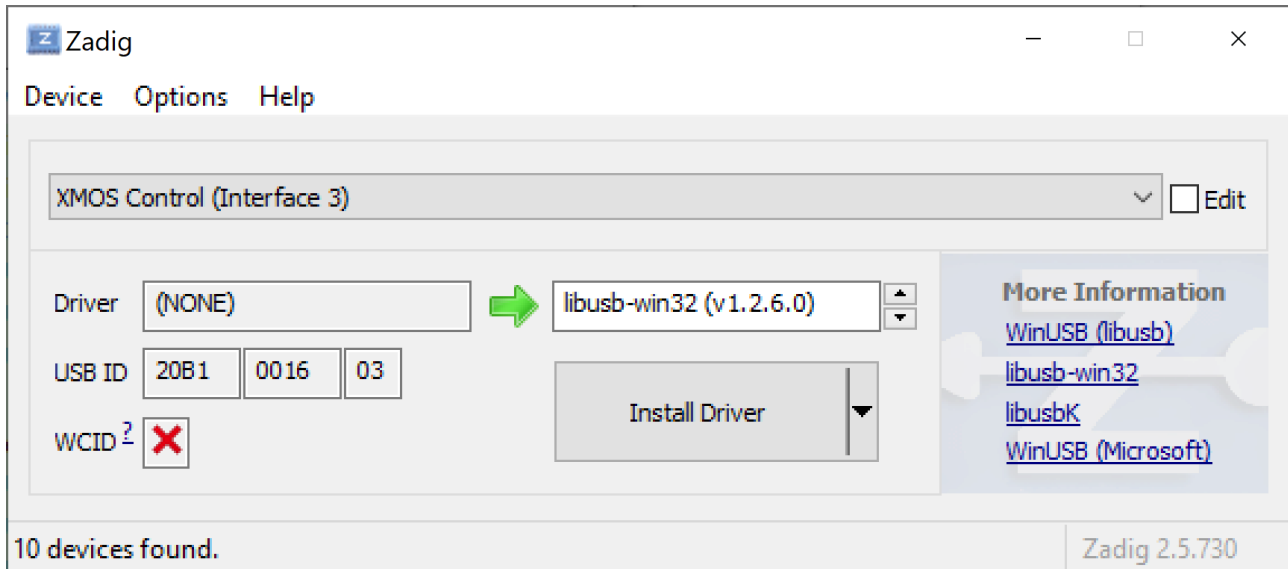 Zadig
Device Options Help
XMOS Control (Interface 3)
Edit
Driver (NONE) libusb-win32 (v1.2.6.0)
USB ID 20B1 0016 03
WCID ?
Install Driver
More Information
WinUSB (libusb)
libusb-win32
libusbK
WinUSB (Microsoft)
10 devices found.
Zadig 2.5.730